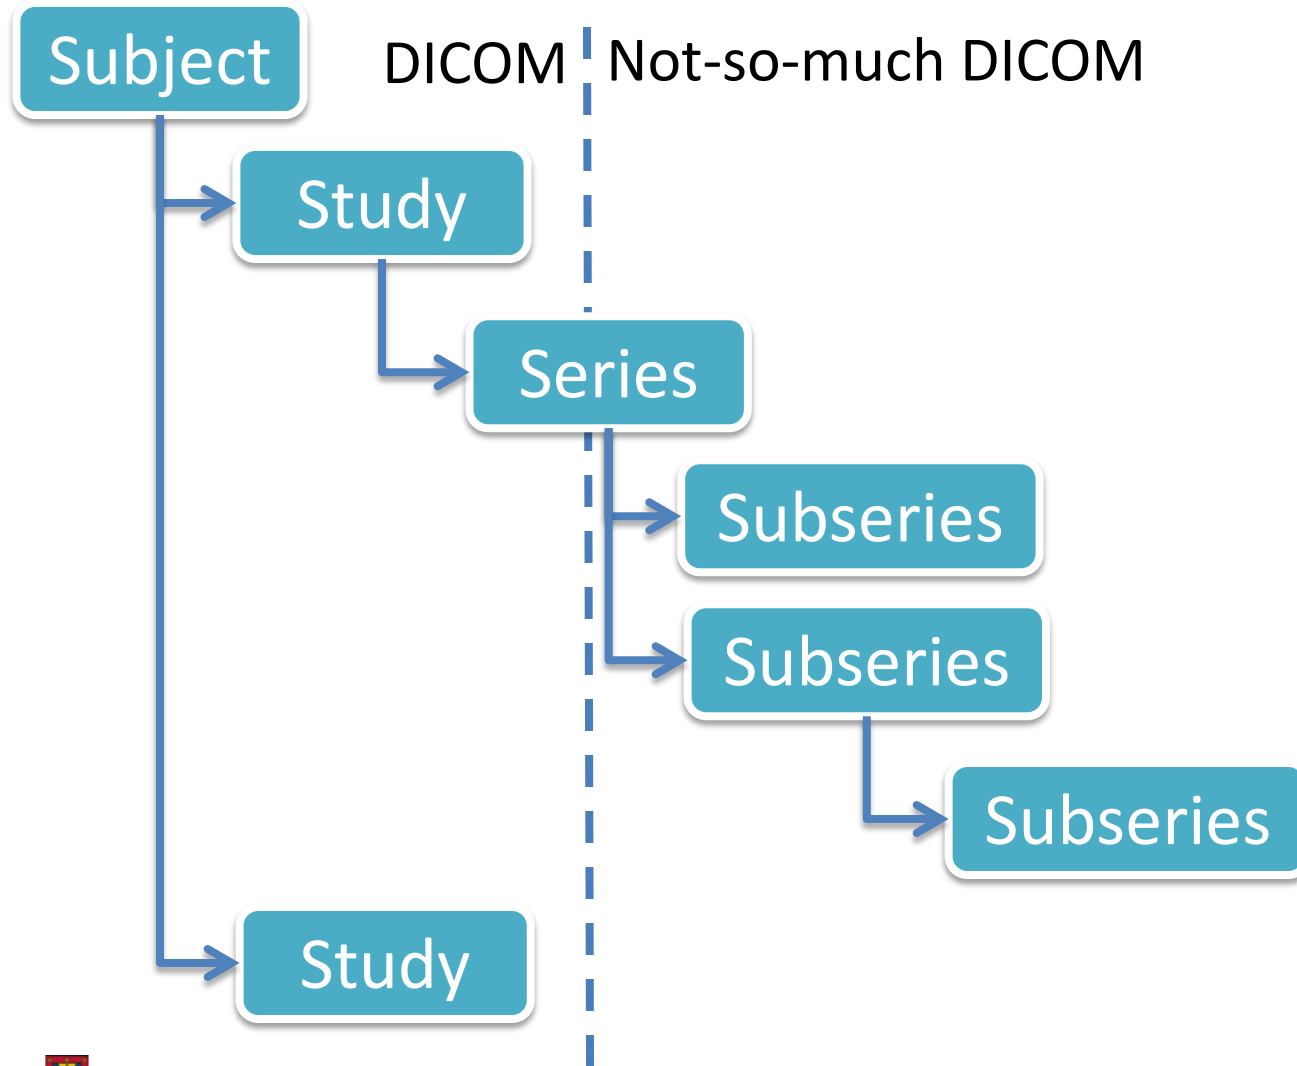 Subject
DICOM
Not-so-much DICOM
Study
Series
Subseries
Subseries
Subseries
Study